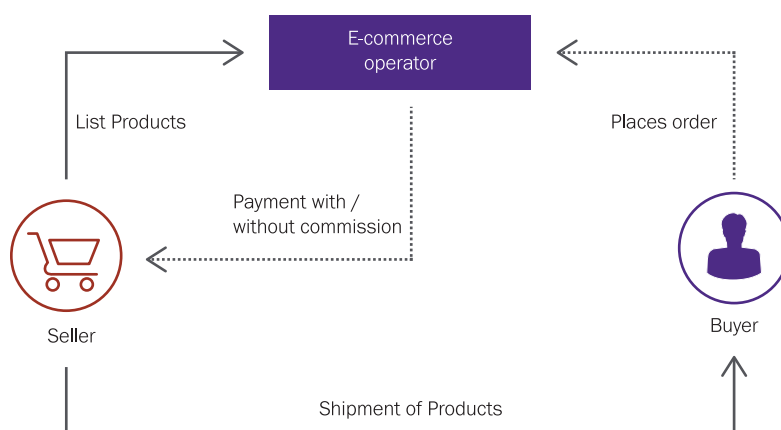 E-commerce
operator
List Products
Places order
Payment with /
without commission
Seller
Buyer
Shipment of Products